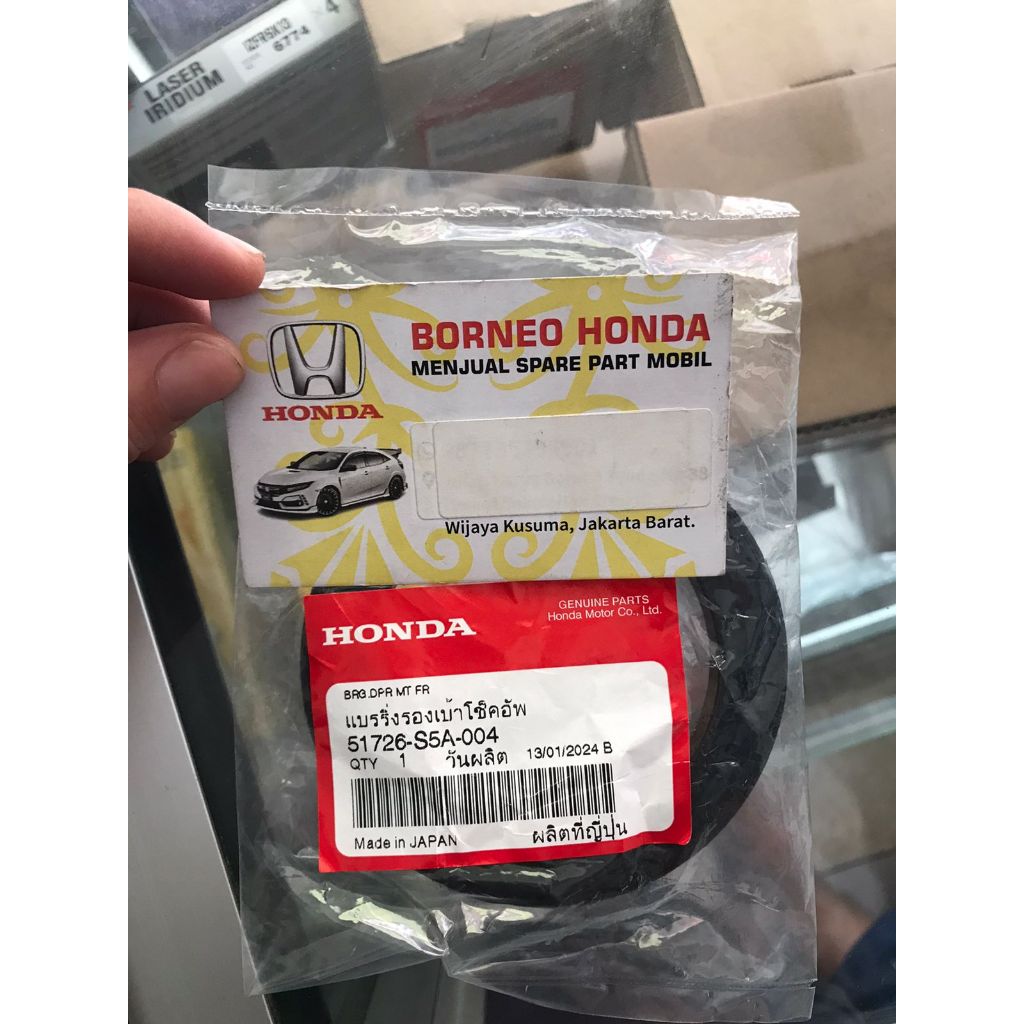 LASER
IRIDIUM
IZFR6K13
6774
×4
BORNEO HONDA
MENJUAL SPARE PART MOBIL
HONDA
Wijaya Kusuma, Jakarta Barat.
GENUINE PARTS
Honda Motor Co., Ltd.
HONDA
BRG.DPR MT FR
แบรริ่งรองเบ้าโช๊คอัพ
51726-S5A-004
QTY 1 วันผลิต 13/01/2024 B
Made in JAPAN ผลิตที่ญี่ปุ่น